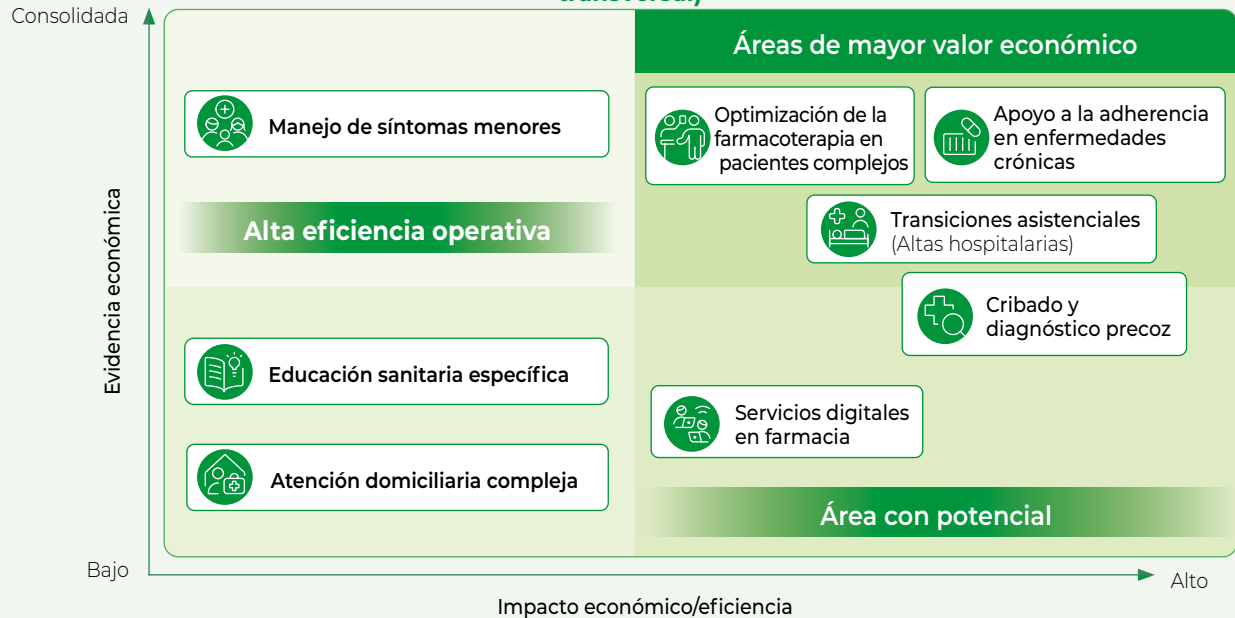 Consolidada
Áreas de mayor valor económico
Manejo de síntomas menores
Optimización de la
farmacoterapia en
pacientes complejos
Apoyo a la adherencia
en enfermedades
crónicas
Alta eficiencia operativa
Transiciones asistenciales
(Altas hospitalarias)
Cribado y
diagnóstico precoz
Evidencia económica
Educación sanitaria específica
Servicios digitales
en farmacia
Atención domiciliaria compleja
Área con potencial
Bajo
Alto
Impacto económico/eficiencia